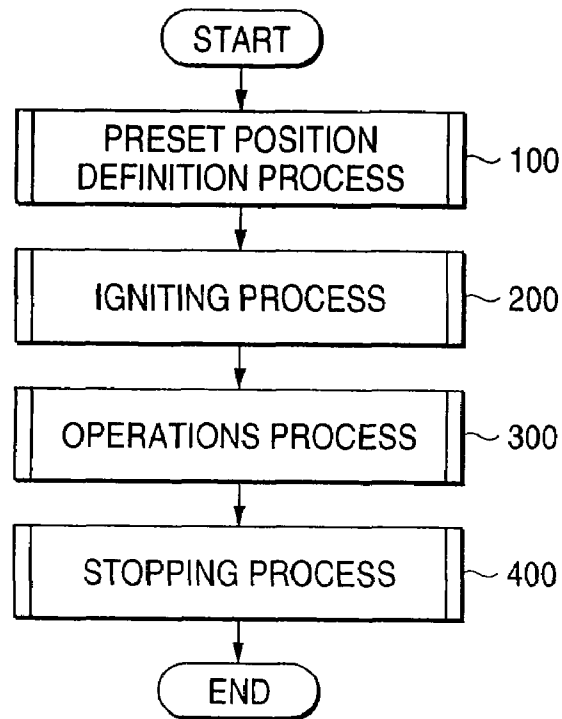 START
PRESET POSITION
DEFINITION PROCESS
100
IGNITING PROCESS
200
OPERATIONS PROCESS
300
STOPPING PROCESS
400
END